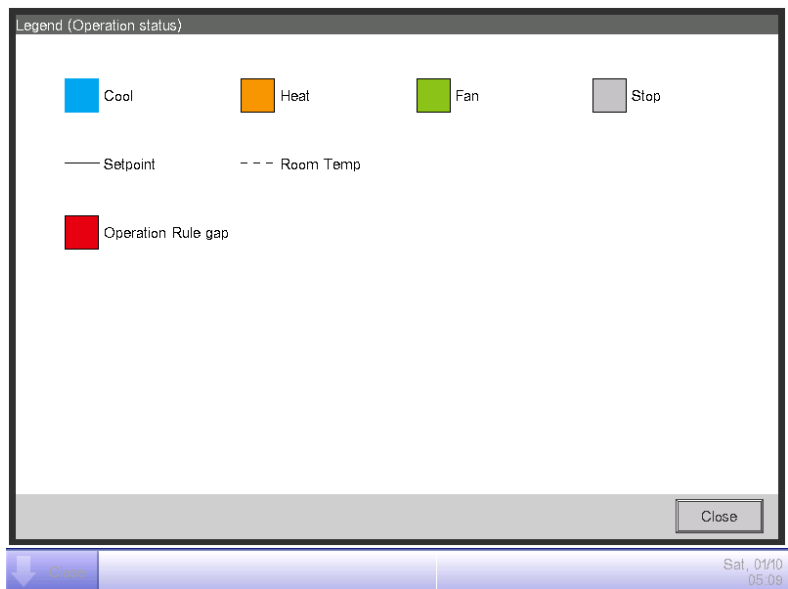 Legend (Operation status)
Cool Heat Fan Stop
Setpoint Room Temp
Operation Rule gap
Close
Close
Sat, 01/10
05:09